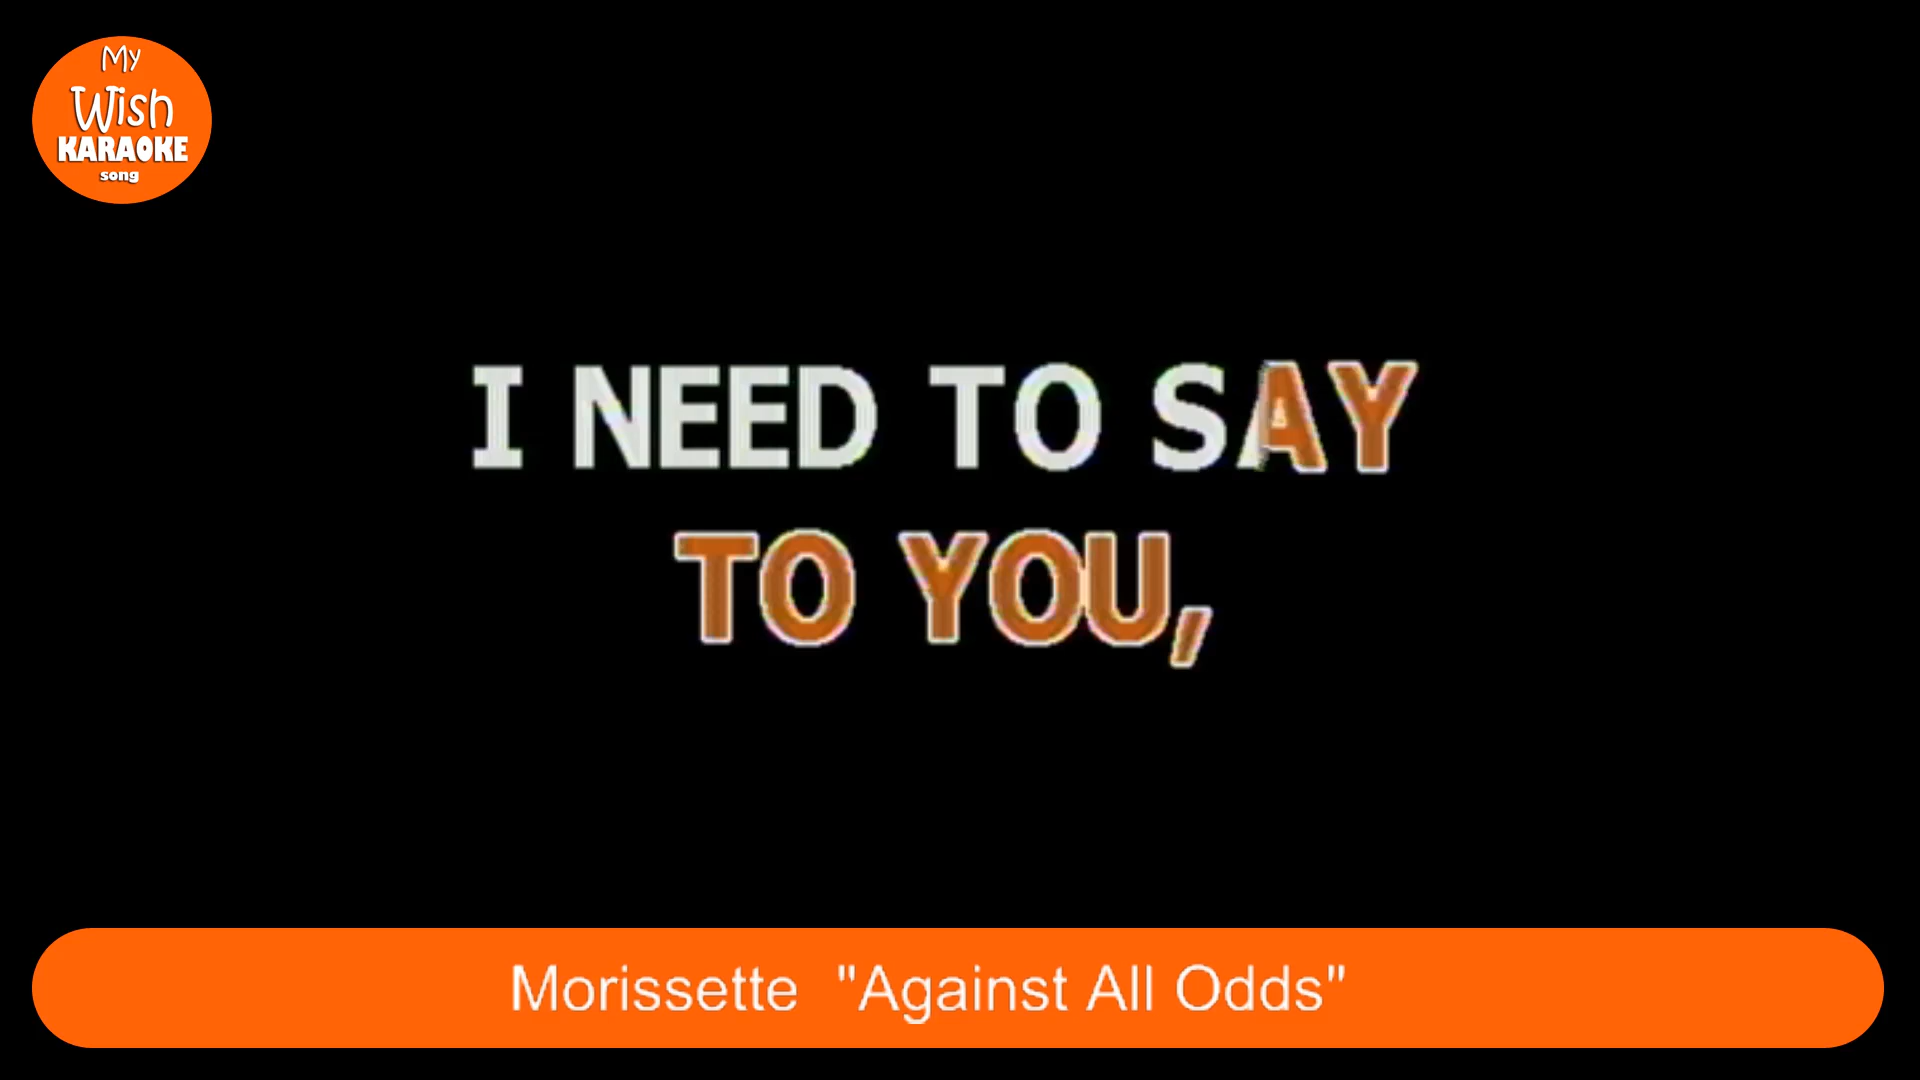 My
Wish
KARAOKE
song
I NEED TO SAY
TO YOU,
Morissette "Against All Odds"